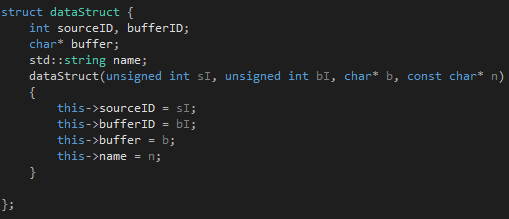 struct dataStruct {
    int sourceID, bufferID;
    char* buffer;
    std::string name;
    dataStruct(unsigned int sI, unsigned int bI, char* b, const char* n)
    {
        this->sourceID = sI;
        this->bufferID = bI;
        this->buffer = b;
        this->name = n;
    }
};